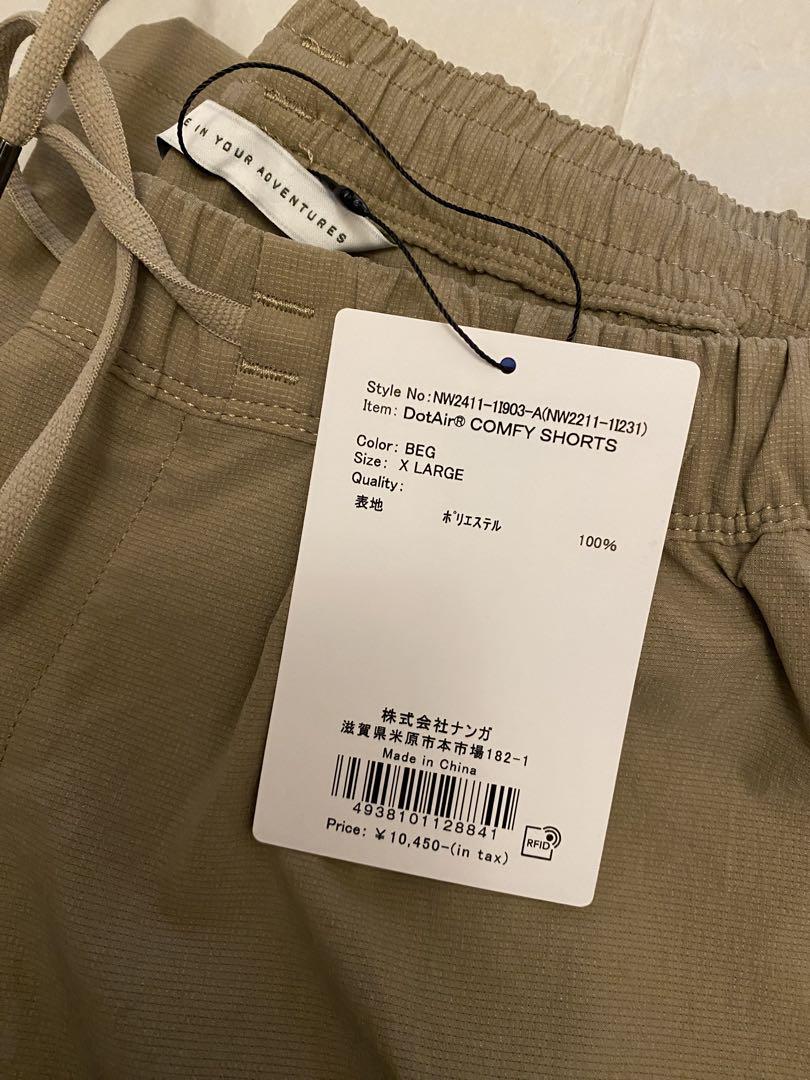 E IN YOUR ADVENTURES
Style No:NW2411-1I903-A(NW2211-1I231)
Item: DotAir® COMFY SHORTS
Color: BEG
Size: X LARGE
Quality:
表地 ﾎﾟﾘｴｽﾃﾙ 100%
株式会社ナンガ
滋賀県米原市本市場182-1
Made in China
4938101128841
Price: ￥10,450-(in tax)
RFID